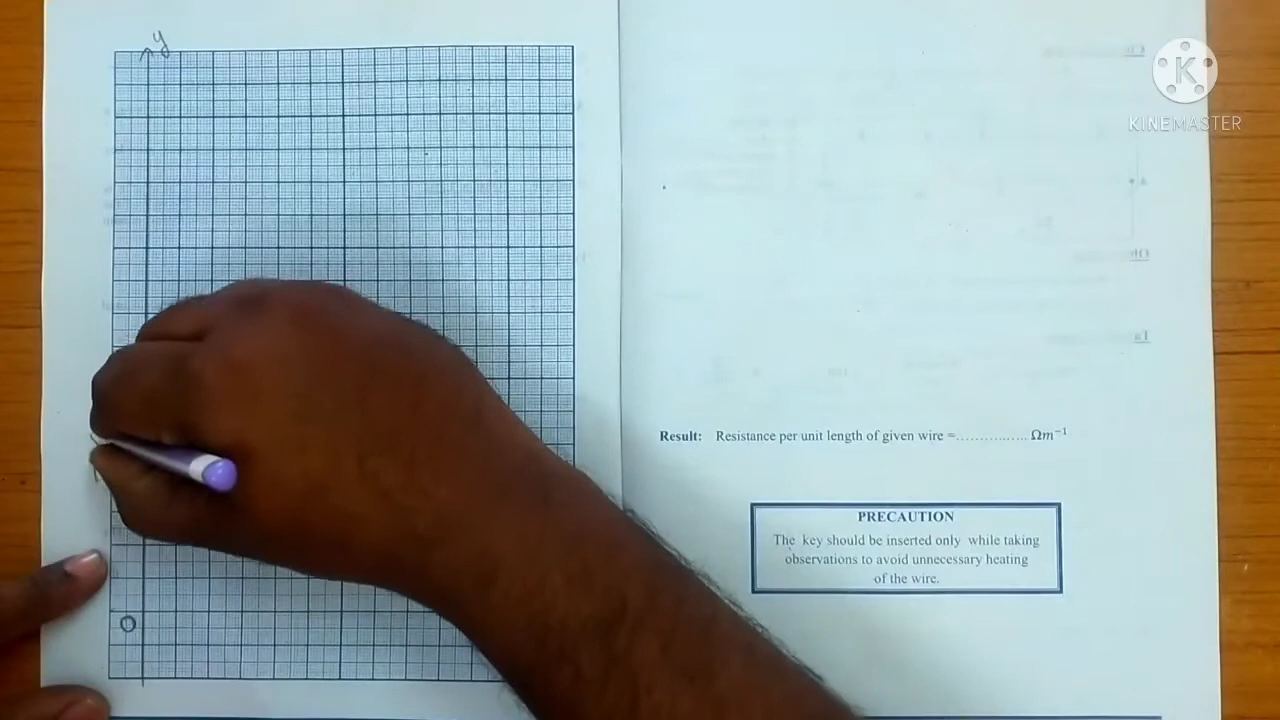 y
KINEMASTER
Result: Resistance per unit length of given wire =……………. Ωm⁻¹
PRECAUTION
The key should be inserted only while taking
observations to avoid unnecessary heating
of the wire.
O